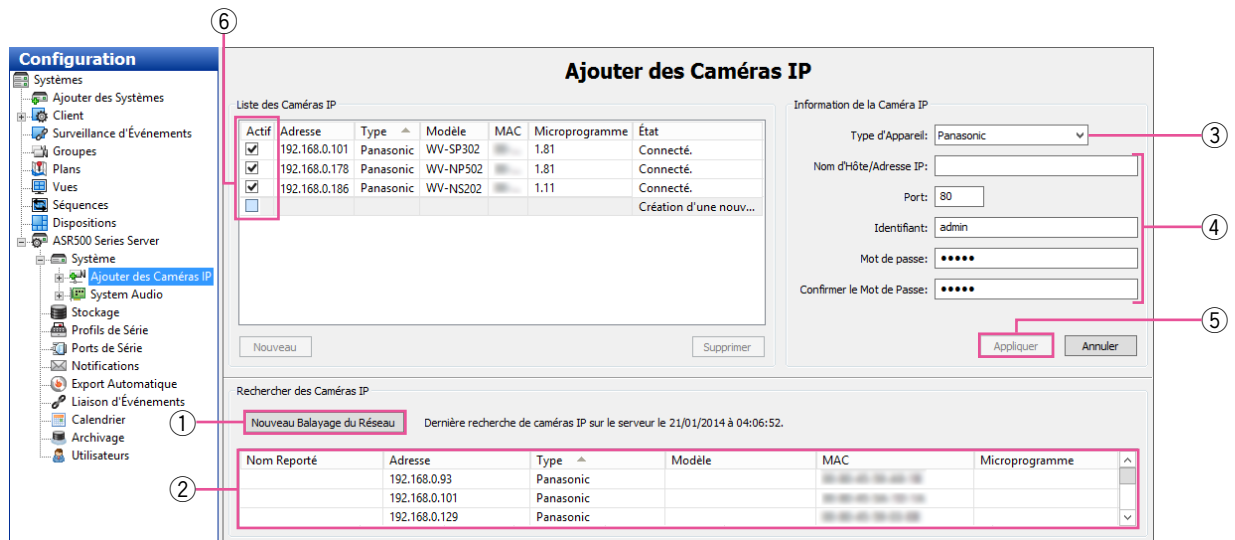 ⑥
Configuration
Systèmes
Ajouter des Systèmes
Client
Surveillance d'Événements
Groupes
Plans
Vues
Séquences
Dispositions
ASR500 Series Server
Système
Ajouter des Caméras IP
System Audio
Stockage
Profils de Série
Ports de Série
Notifications
Export Automatique
Liaison d'Événements
Calendrier
Archivage
Utilisateurs
Ajouter des Caméras IP
Liste des Caméras IP
Actif Adresse Type Modèle MAC Microprogramme État
192.168.0.101 Panasonic WV-SP302 1.81 Connecté.
192.168.0.178 Panasonic WV-NP502 1.81 Connecté.
192.168.0.186 Panasonic WV-NS202 1.11 Connecté.
Création d'une nouv...
Nouveau Supprimer
Information de la Caméra IP
Type d'Appareil: Panasonic ③
Nom d'Hôte/Adresse IP:
Port: 80
Identifiant: admin ④
Mot de passe: •••••
Confirmer le Mot de Passe: •••••
⑤
Appliquer Annuler
Rechercher des Caméras IP
① Nouveau Balayage du Réseau Dernière recherche de caméras IP sur le serveur le 21/01/2014 à 04:06:52.
Nom Reporté Adresse Type Modèle MAC Microprogramme
② 192.168.0.93 Panasonic
192.168.0.101 Panasonic
192.168.0.129 Panasonic